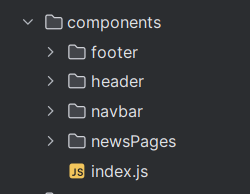 components
footer
header
navbar
newsPages
JS index.js